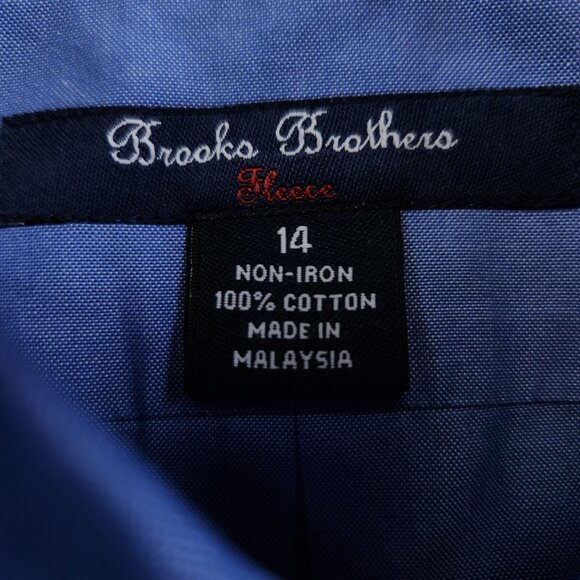 Brooks Brothers
Fleece
14
NON-IRON
100% COTTON
MADE IN
MALAYSIA